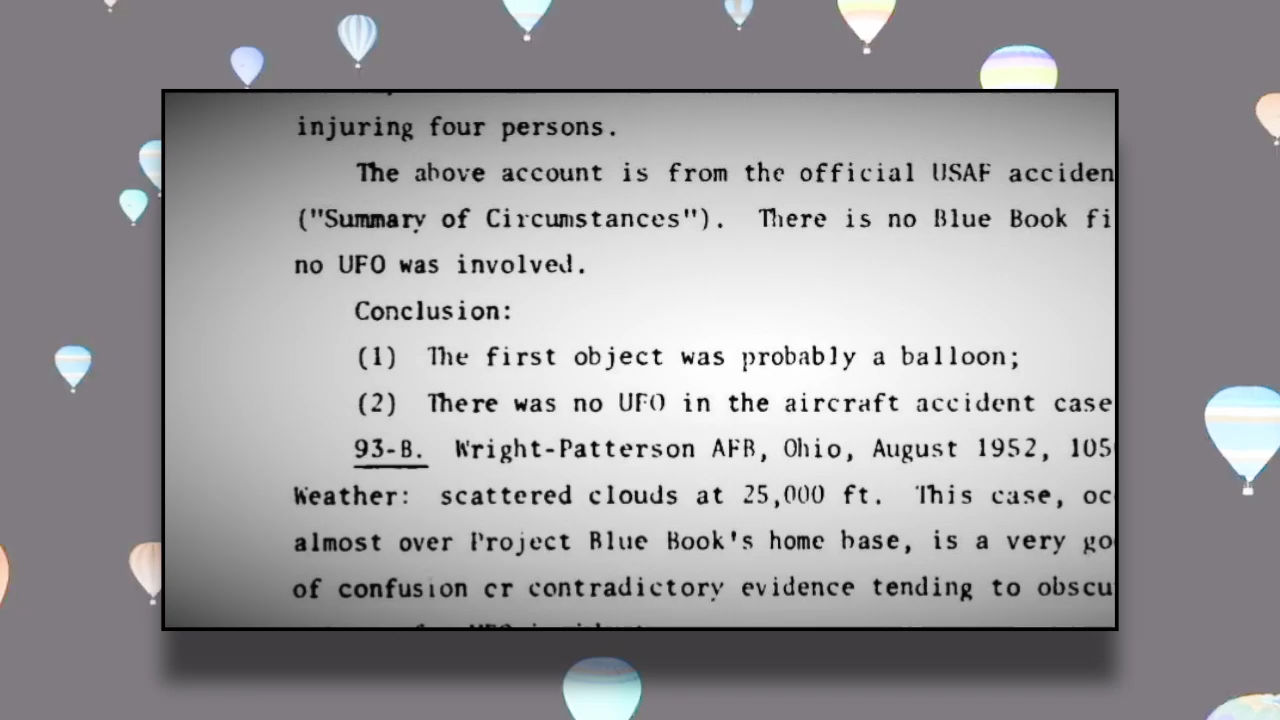 injuring four persons.
The above account is from the official USAF acciden
("Summary of Circumstances"). There is no Blue Book fi
no UFO was involved.
Conclusion:
(1) The first object was probably a balloon;
(2) There was no UFO in the aircraft accident case
93-B. Wright-Patterson AFB, Ohio, August 1952, 105
Weather: scattered clouds at 25,000 ft. This case, oc
almost over Project Blue Book's home base, is a very go
of confusion cr contradictory evidence tending to obscu